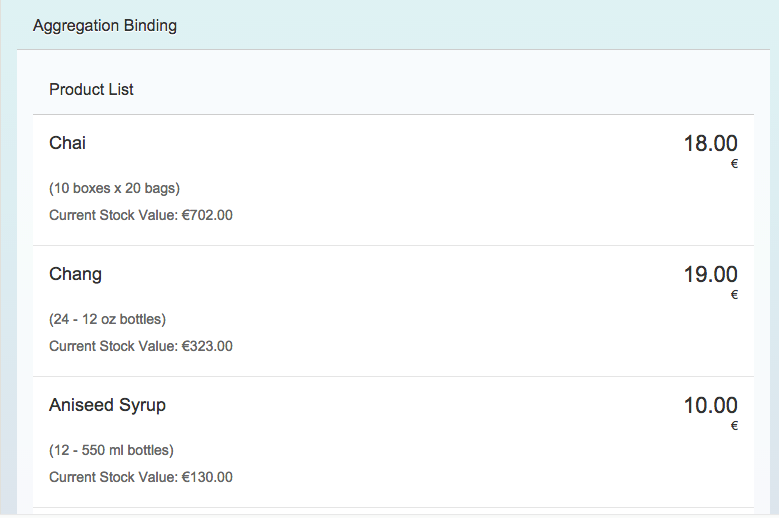 Aggregation Binding
Product List
Chai
18.00
€
(10 boxes x 20 bags)
Current Stock Value: €702.00
Chang
19.00
€
(24 - 12 oz bottles)
Current Stock Value: €323.00
Aniseed Syrup
10.00
€
(12 - 550 ml bottles)
Current Stock Value: €130.00